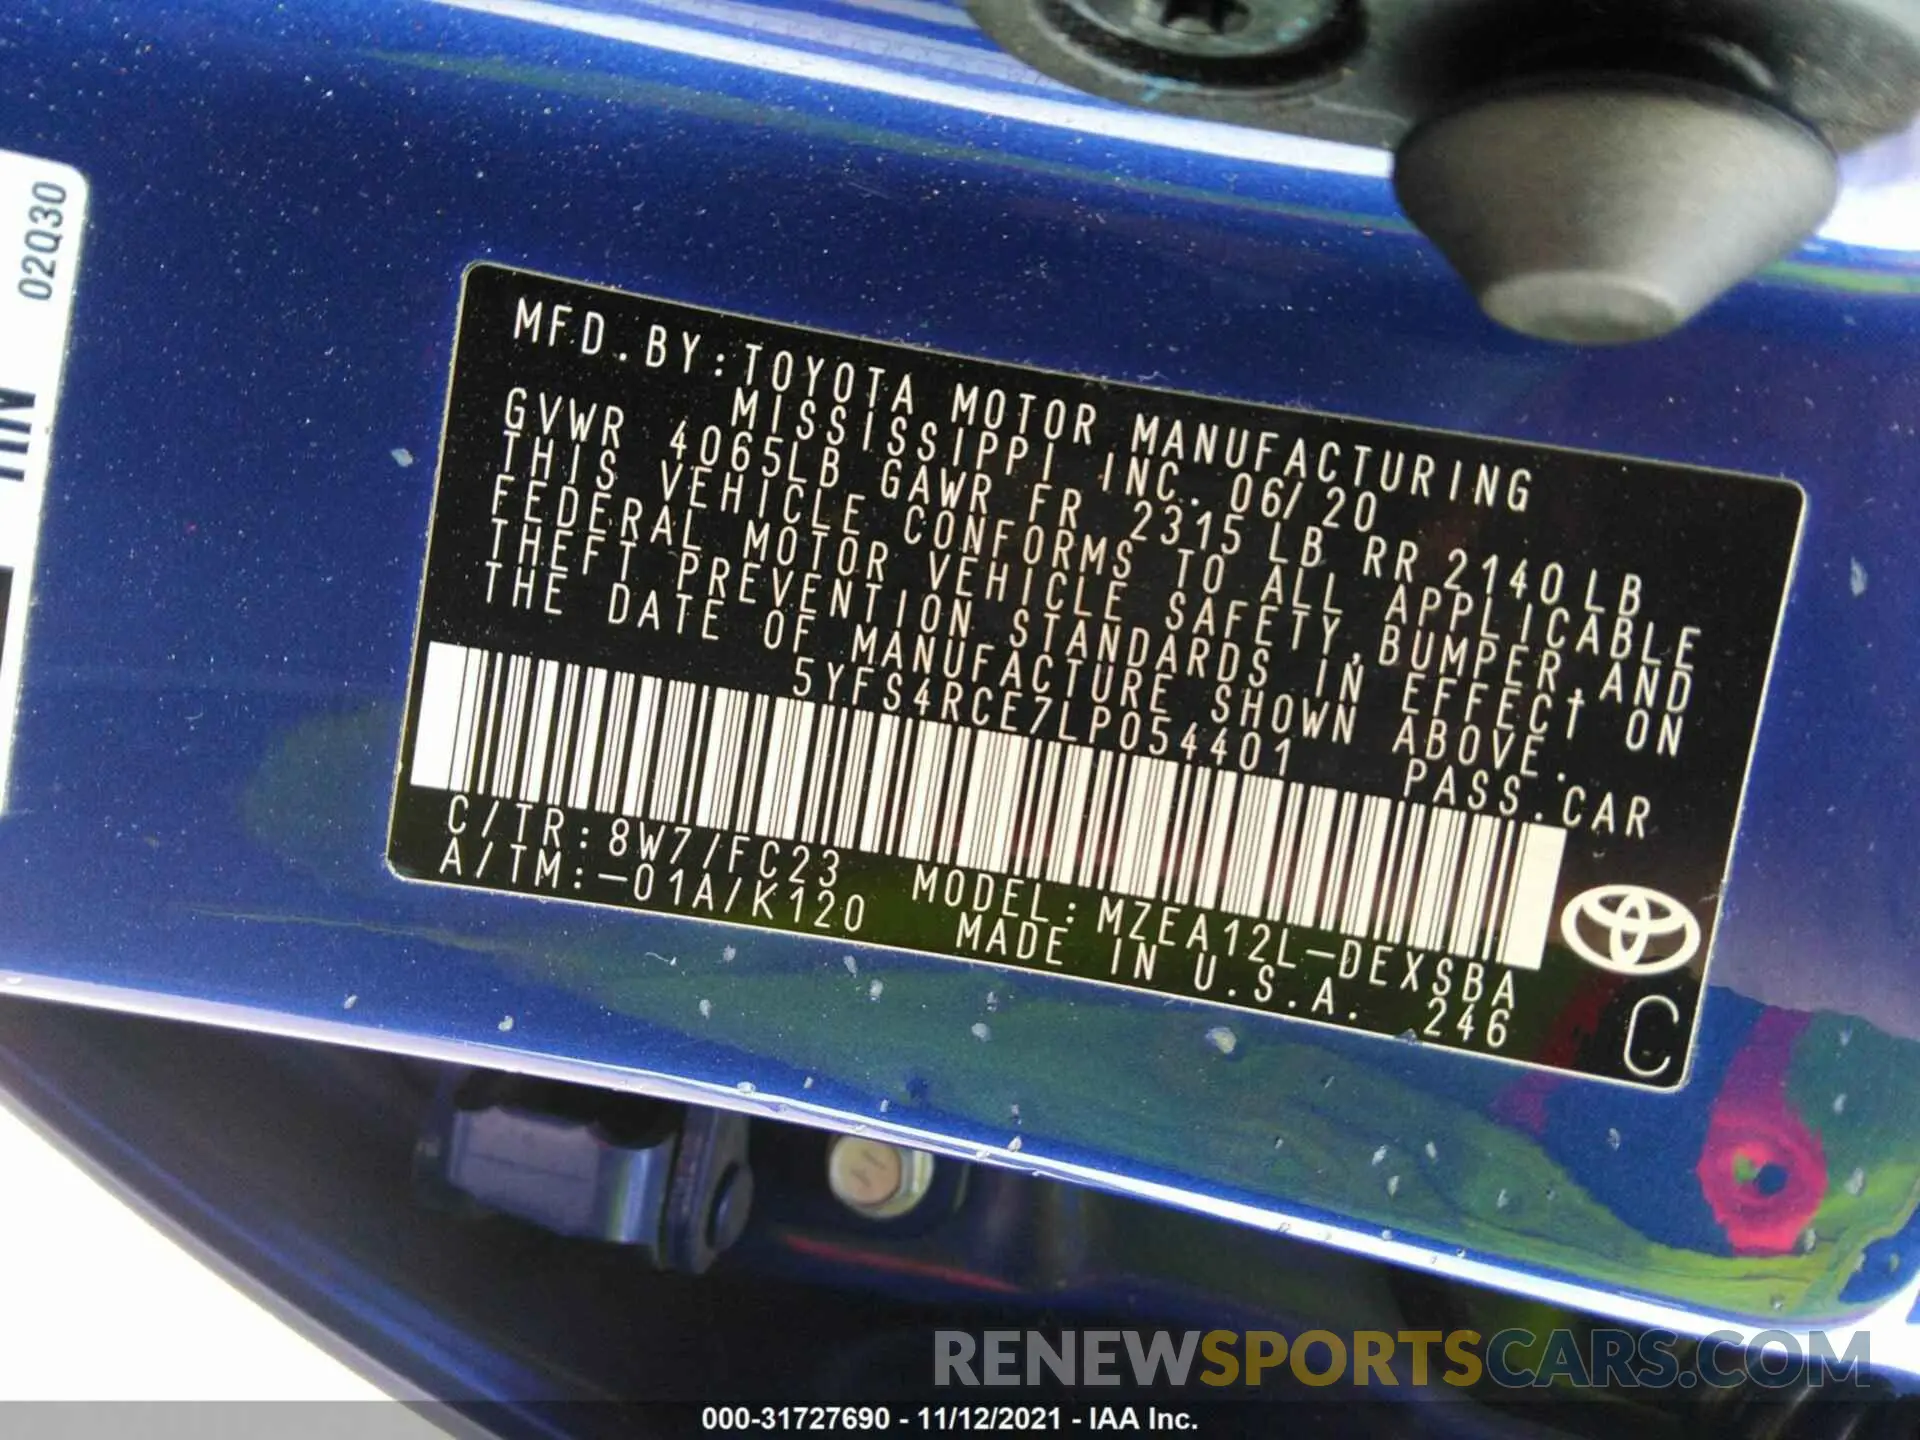 02Q30
MFD.BY:TOYOTA MOTOR MANUFACTURING
MISSISSIPPI INC. 06/20
GVWR 4065LB GAWR FR 2315LB RR 2140LB
THIS VEHICLE CONFORMS TO ALL APPLICABLE
FEDERAL MOTOR VEHICLE SAFETY,BUMPER,AND
THEFT PREVENTION STANDARDS IN EFFECT ON
THE DATE OF MANUFACTURE SHOWN ABOVE.
5YFS4RCE7LP054401 PASS.CAR
C/TR:8W7/FC23 MODEL:MZEA12L-DEXSBA
A/TM:-01A/K120 MADE IN U.S.A. 246
C
RENEWSPORTSCARS.COM
000-31727690 - 11/12/2021 - IAA Inc.